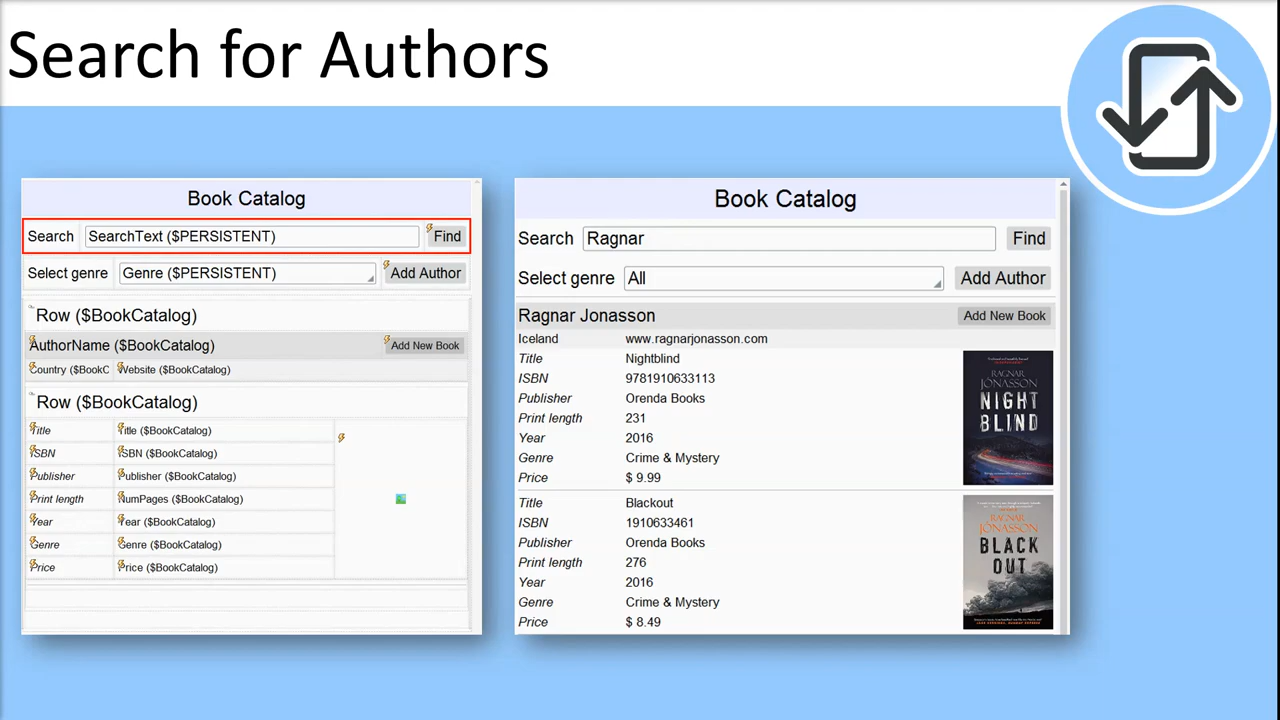 Search for Authors
Book Catalog
Search SearchText ($PERSISTENT) Find
Select genre Genre ($PERSISTENT) Add Author
Row ($BookCatalog)
AuthorName ($BookCatalog) Add New Book
Country ($BookC Website ($BookCatalog)
Row ($BookCatalog)
Title Title ($BookCatalog)
ISBN ISBN ($BookCatalog)
Publisher Publisher ($BookCatalog)
Print length NumPages ($BookCatalog)
Year Year ($BookCatalog)
Genre Genre ($BookCatalog)
Price Price ($BookCatalog)
Book Catalog
Search Ragnar Find
Select genre All Add Author
Ragnar Jonasson Add New Book
Iceland www.ragnarjonasson.com
Title Nightblind
ISBN 9781910633113
Publisher Orenda Books
Print length 231
Year 2016
Genre Crime & Mystery
Price $ 9.99
RAGNAR
JÓNASSON
NIGHT
BLIND
Title Blackout
ISBN 1910633461
Publisher Orenda Books
Print length 276
Year 2016
Genre Crime & Mystery
Price $ 8.49
RAGNAR
JÓNASSON
BLACK
OUT